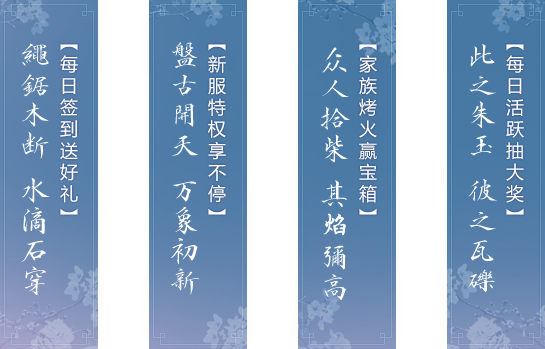 【每日签到送好礼】
繩鋸木断 水滴石穿
【新服特权享不停】
盤古開天 万象初新
【家族烤火赢宝箱】
众人拾柴 其焰彌高
【每日活跃抽大奖】
此之朱玉 彼之瓦礫